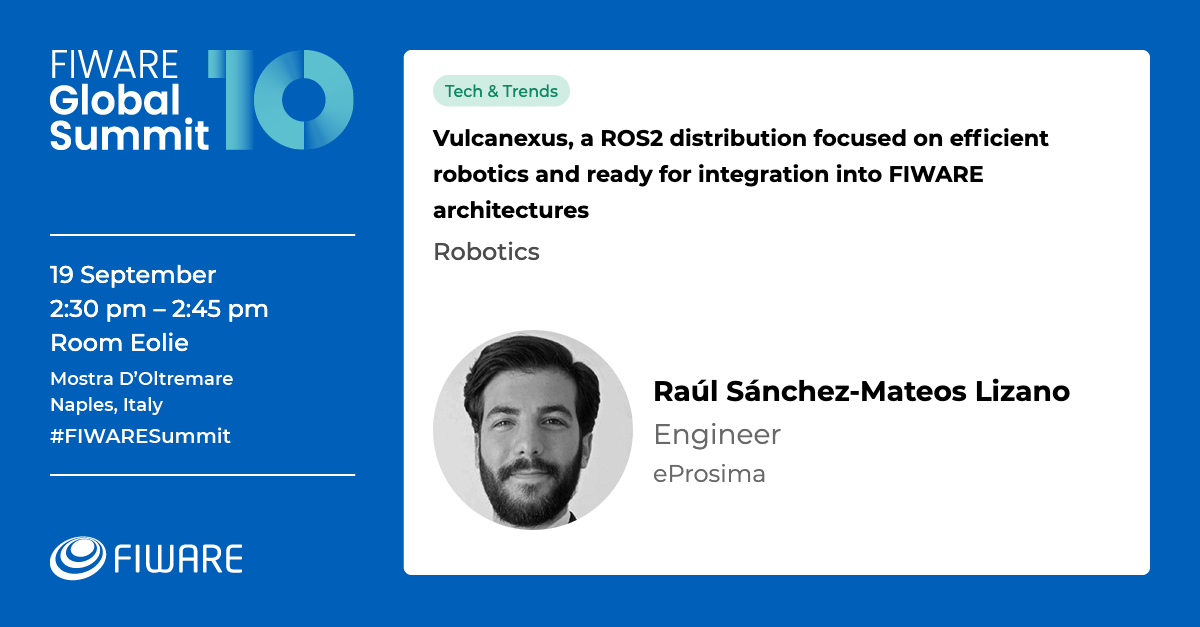 FIWARE
Global
Summit
10
19 September
2:30 pm – 2:45 pm
Room Eolie
Mostra D’Oltremare
Naples, Italy
#FIWARESummit
FIWARE
Tech & Trends
Vulcanexus, a ROS2 distribution focused on efficient
robotics and ready for integration into FIWARE
architectures
Robotics
Raúl Sánchez-Mateos Lizano
Engineer
eProsima